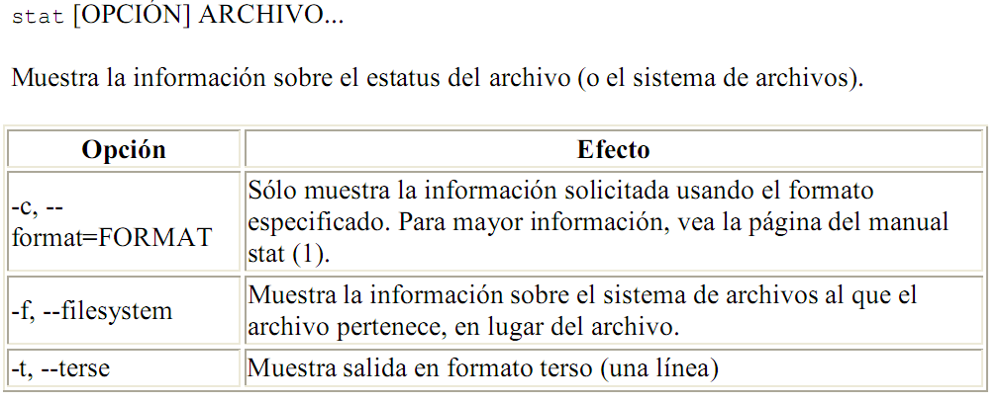 stat [OPCIÓN] ARCHIVO...
Muestra la información sobre el estatus del archivo (o el sistema de archivos).
Opción Efecto
-c, --
format=FORMAT
Sólo muestra la información solicitada usando el formato
especificado. Para mayor información, vea la página del manual
stat (1).
-f, --filesystem
Muestra la información sobre el sistema de archivos al que el
archivo pertenece, en lugar del archivo.
-t, --terse
Muestra salida en formato terso (una línea)